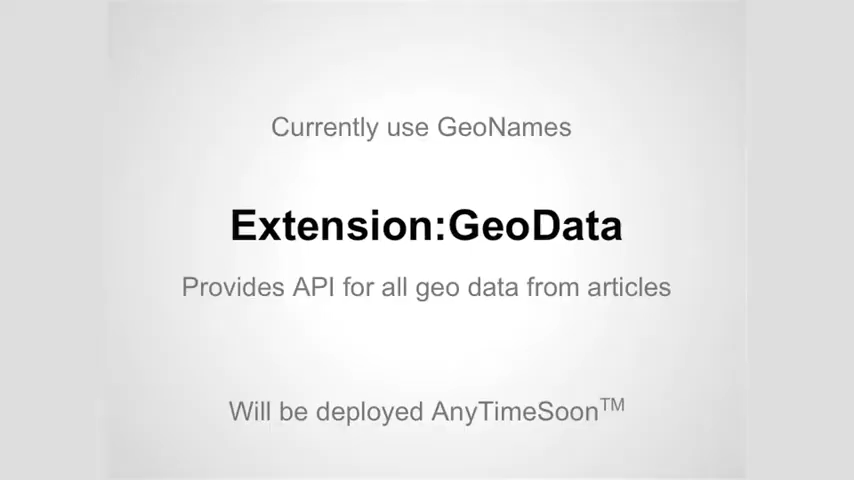 Currently use GeoNames
Extension:GeoData
Provides API for all geo data from articles
Will be deployed AnyTimeSoon™